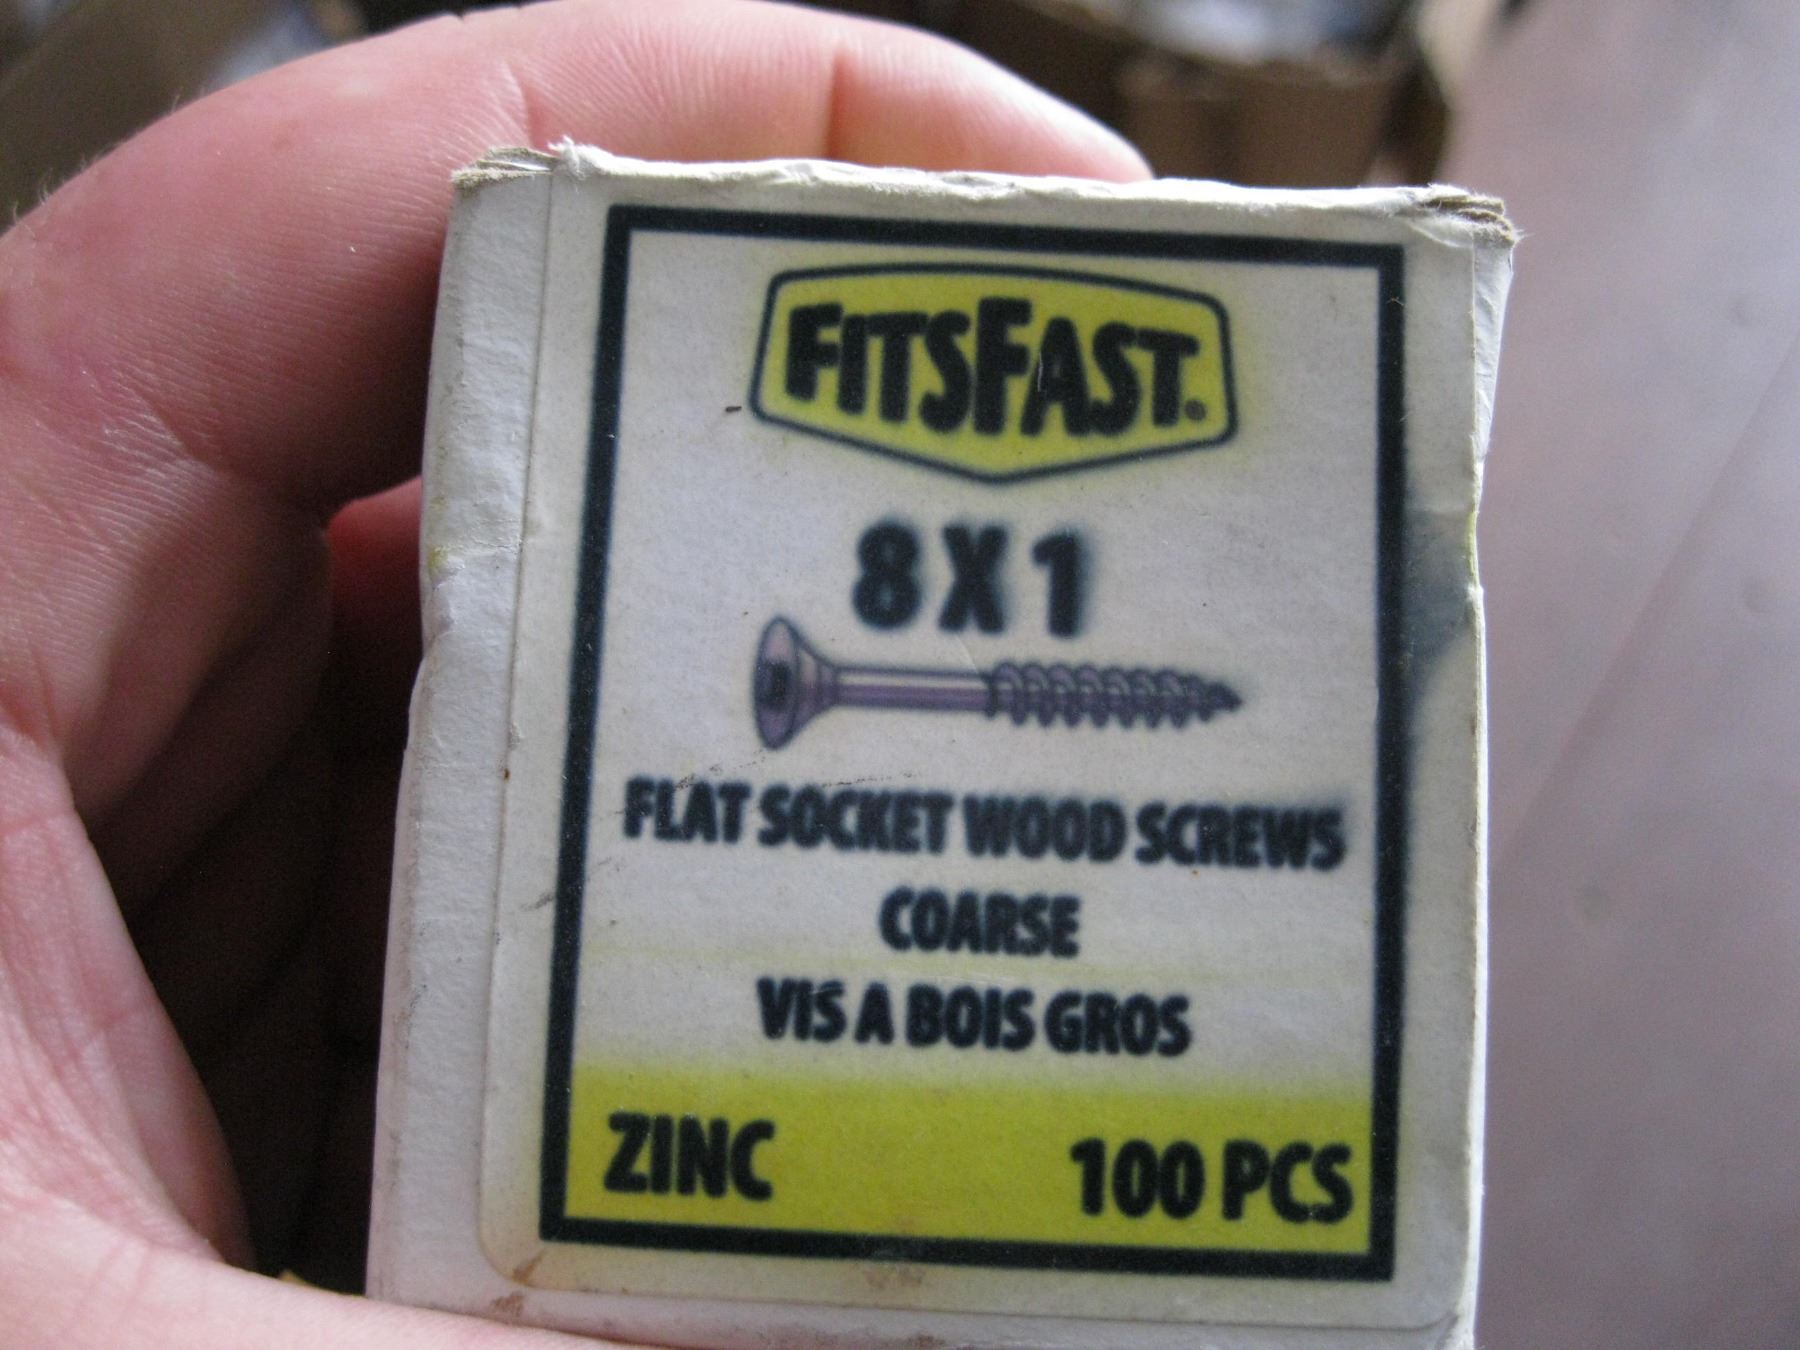 FITSFAST®
8 X 1
FLAT SOCKET WOOD SCREWS
COARSE
VIS A BOIS GROS
ZINC 100 PCS